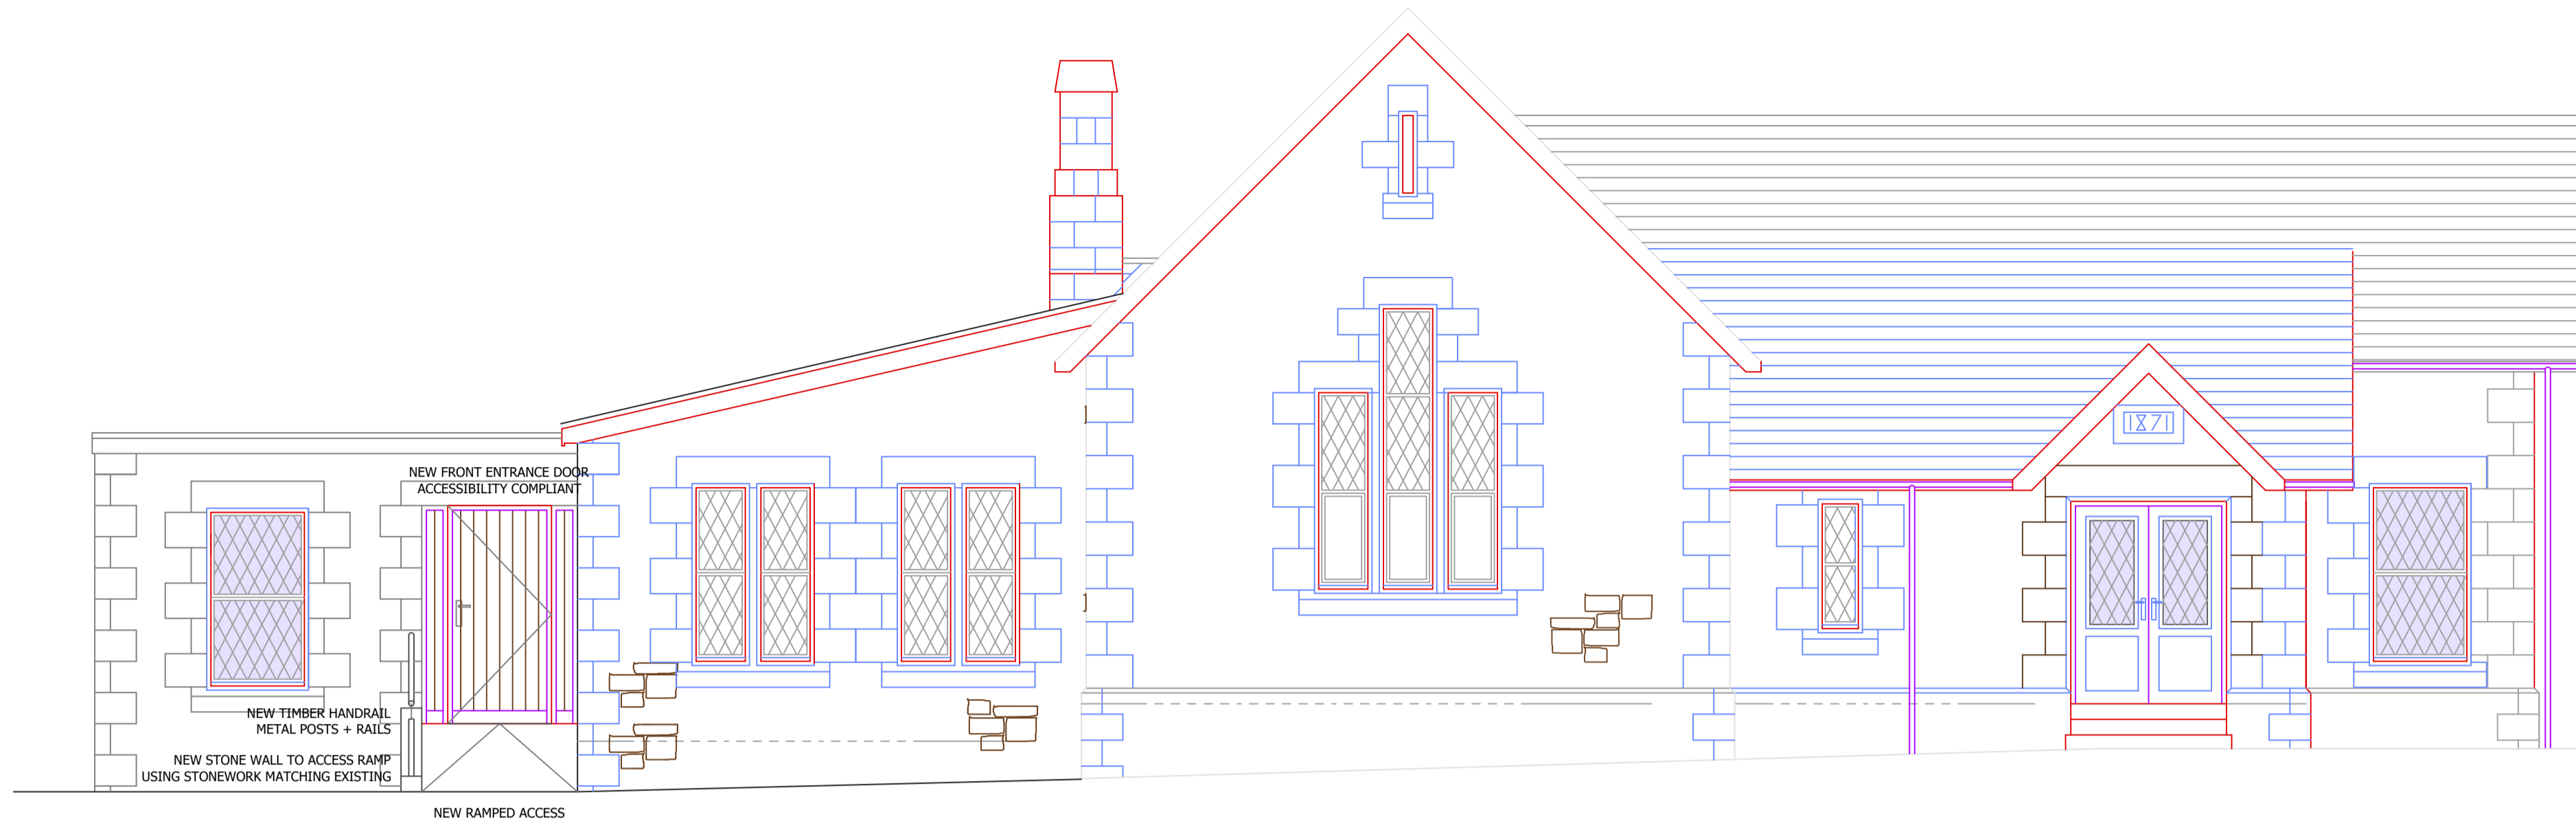 1871
NEW FRONT ENTRANCE DOOR
ACCESSIBILITY COMPLIANT
NEW TIMBER HANDRAIL
METAL POSTS + RAILS
NEW STONE WALL TO ACCESS RAMP
USING STONEWORK MATCHING EXISTING
NEW RAMPED ACCESS